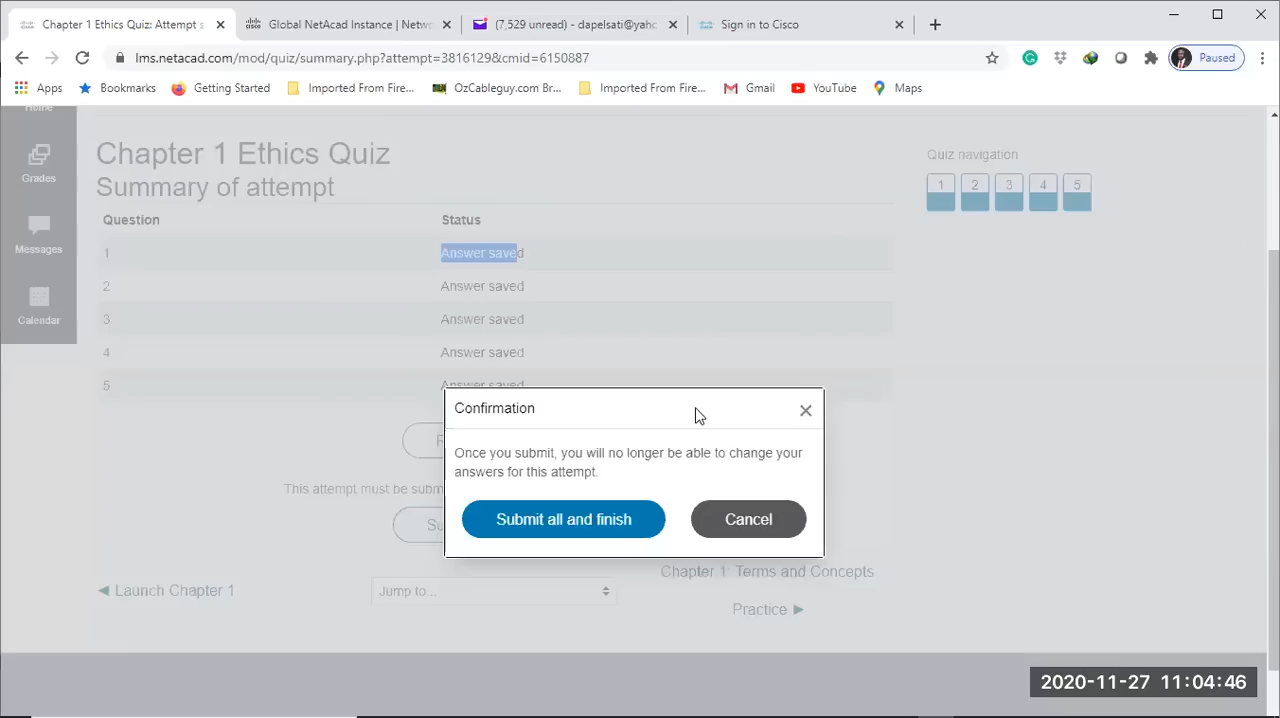 Chapter 1 Ethics Quiz: Attempt s
Global NetAcad Instance | Netw
(7,529 unread) - dapelsati@yaho
Sign in to Cisco
lms.netacad.com/mod/quiz/summary.php?attempt=3816129&cmid=6150887
Paused
Apps
Bookmarks
Getting Started
Imported From Fire...
OzCableguy.com Br...
Imported From Fire...
Gmail
YouTube
Maps
Home
Grades
Messages
Calendar
Chapter 1 Ethics Quiz
Summary of attempt
Quiz navigation
1 2 3 4 5
Question Status
1 Answer saved
2 Answer saved
3 Answer saved
4 Answer saved
5 Answer saved
Confirmation
Once you submit, you will no longer be able to change your
answers for this attempt.
Submit all and finish
Cancel
R
This attempt must be subm
Su
Launch Chapter 1
Jump to...
Chapter 1: Terms and Concepts
Practice
2020-11-27 11:04:46